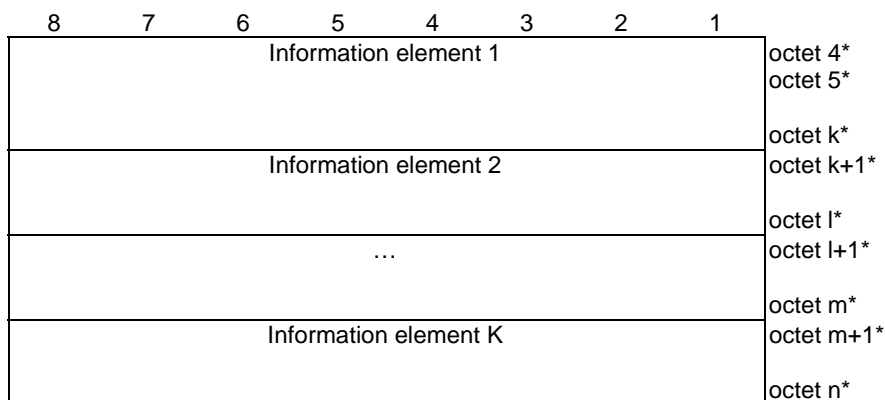 8 7 6 5 4 3 2 1
Information element 1 octet 4*
octet 5*
octet k*
Information element 2 octet k+1*
octet l*
… octet l+1*
octet m*
Information element K octet m+1*
octet n*